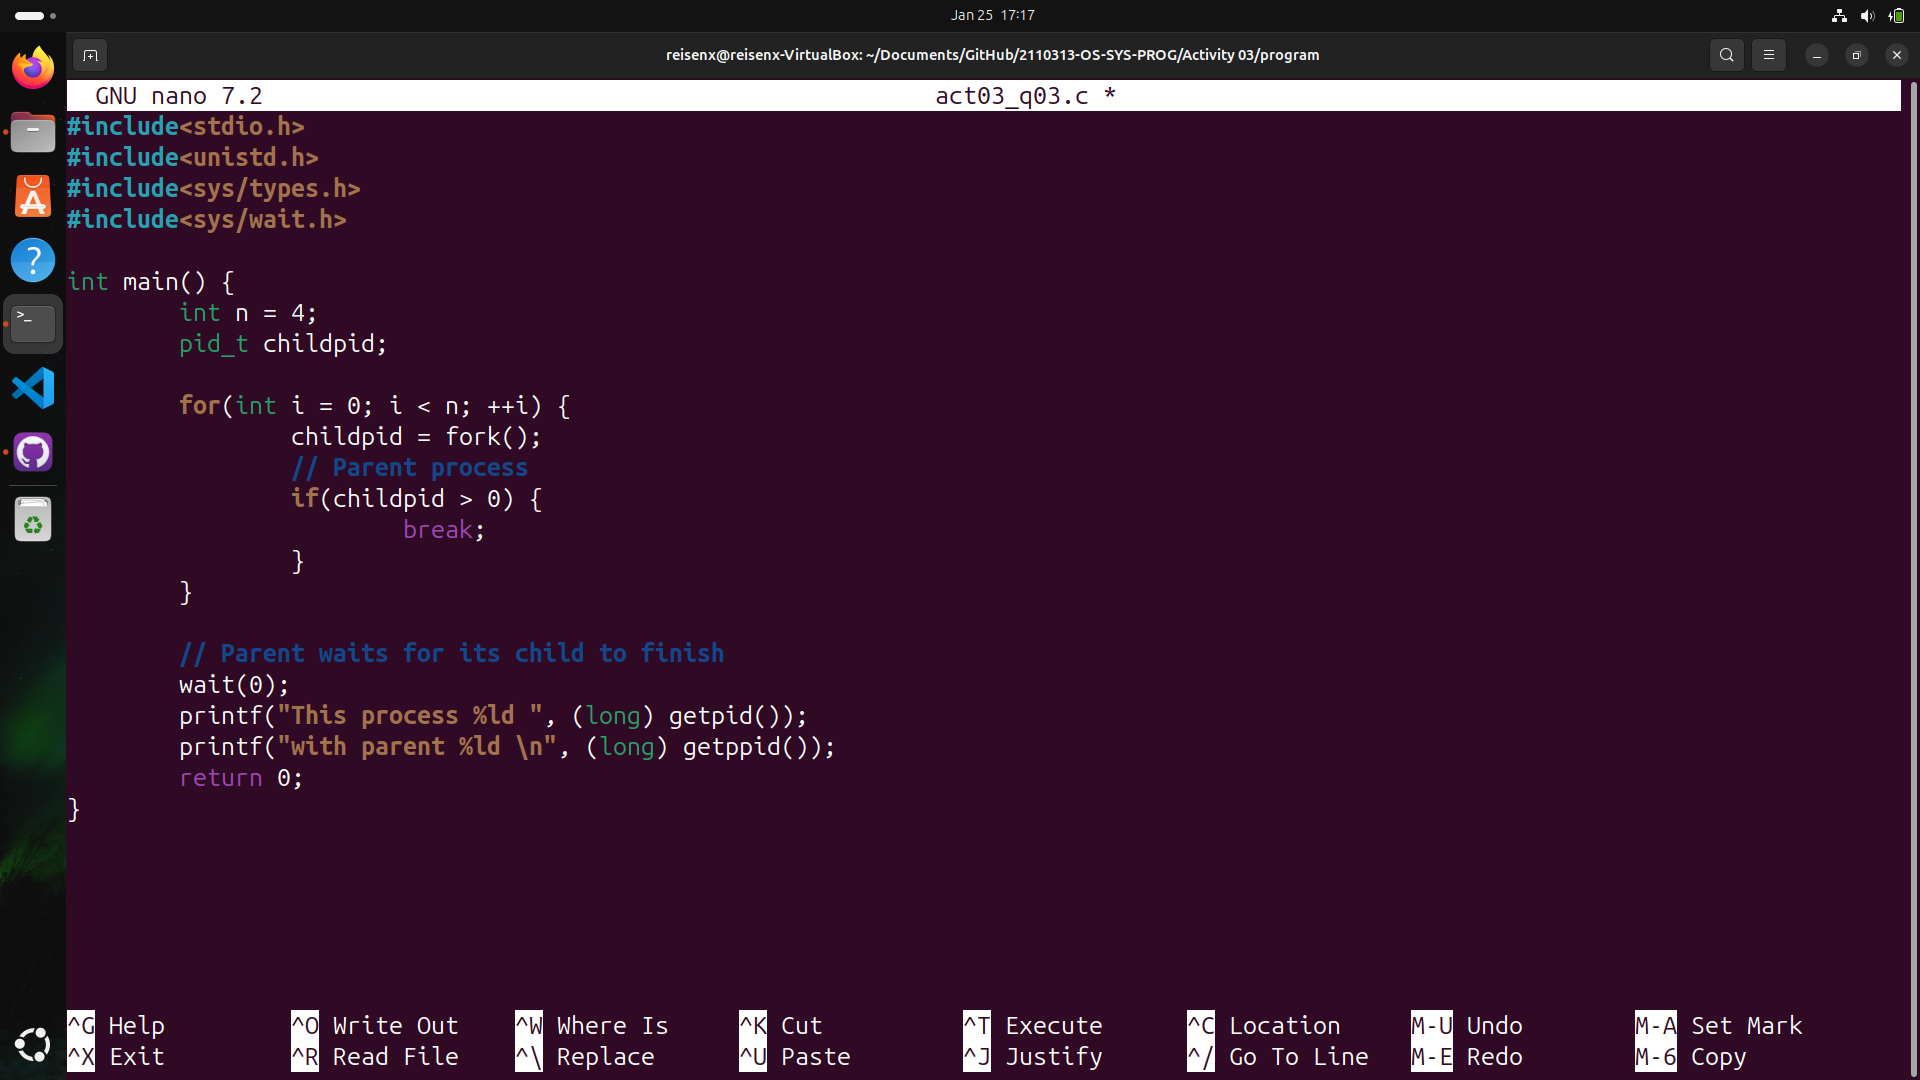 Jan 25 17:17
reisenx@reisenx-VirtualBox: ~/Documents/GitHub/2110313-OS-SYS-PROG/Activity 03/program
GNU nano 7.2 act03_q03.c *
#include<stdio.h>
#include<unistd.h>
#include<sys/types.h>
#include<sys/wait.h>
int main() {
int n = 4;
pid_t childpid;
for(int i = 0; i < n; ++i) {
childpid = fork();
// Parent process
if(childpid > 0) {
break;
}
}
// Parent waits for its child to finish
wait(0);
printf("This process %ld ", (long) getpid());
printf("with parent %ld \n", (long) getppid());
return 0;
}
^G Help ^O Write Out ^W Where Is ^K Cut ^T Execute ^C Location M-U Undo M-A Set Mark
^X Exit ^R Read File ^\ Replace ^U Paste ^J Justify ^/ Go To Line M-E Redo M-6 Copy